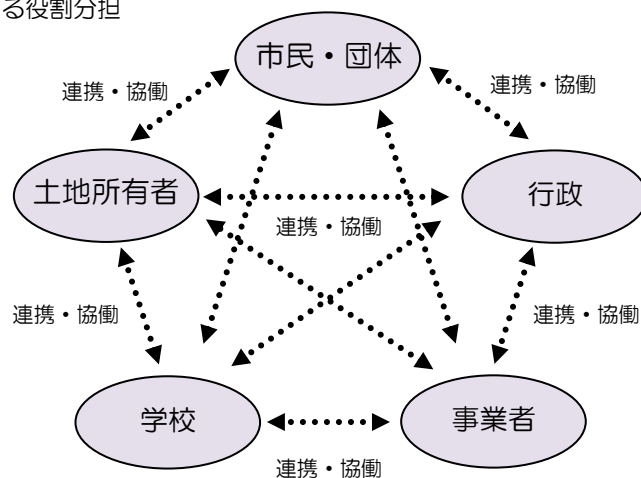 る役割分担
市民・団体
連携・協働
連携・協働
土地所有者
行政
連携・協働
連携・協働
連携・協働
学校
事業者
連携・協働